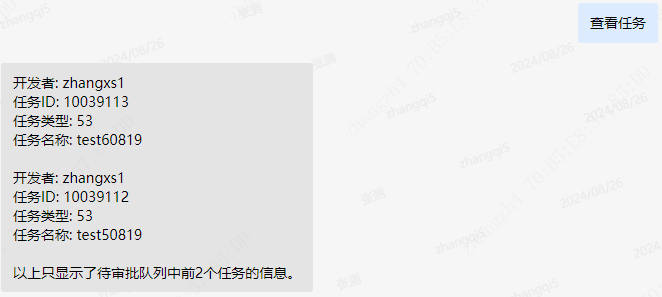 查看任务
开发者: zhangxs1
任务ID: 10039113
任务类型: 53
任务名称: test60819
开发者: zhangxs1
任务ID: 10039112
任务类型: 53
任务名称: test50819
以上只显示了待审批队列中前2个任务的信息。
zhangqi5
2024/08/26
zhangqi5
2024/08/26
zhangqi5
2024/08/26
zhangqi5